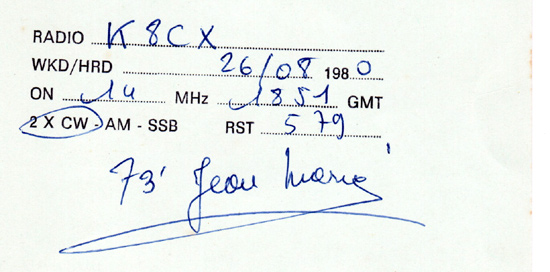 RADIO K8CX
WKD/HRD 26/08 1980
ON 14 MHz 1851 GMT
2 X CW - AM - SSB RST 579
73' Jean Marie